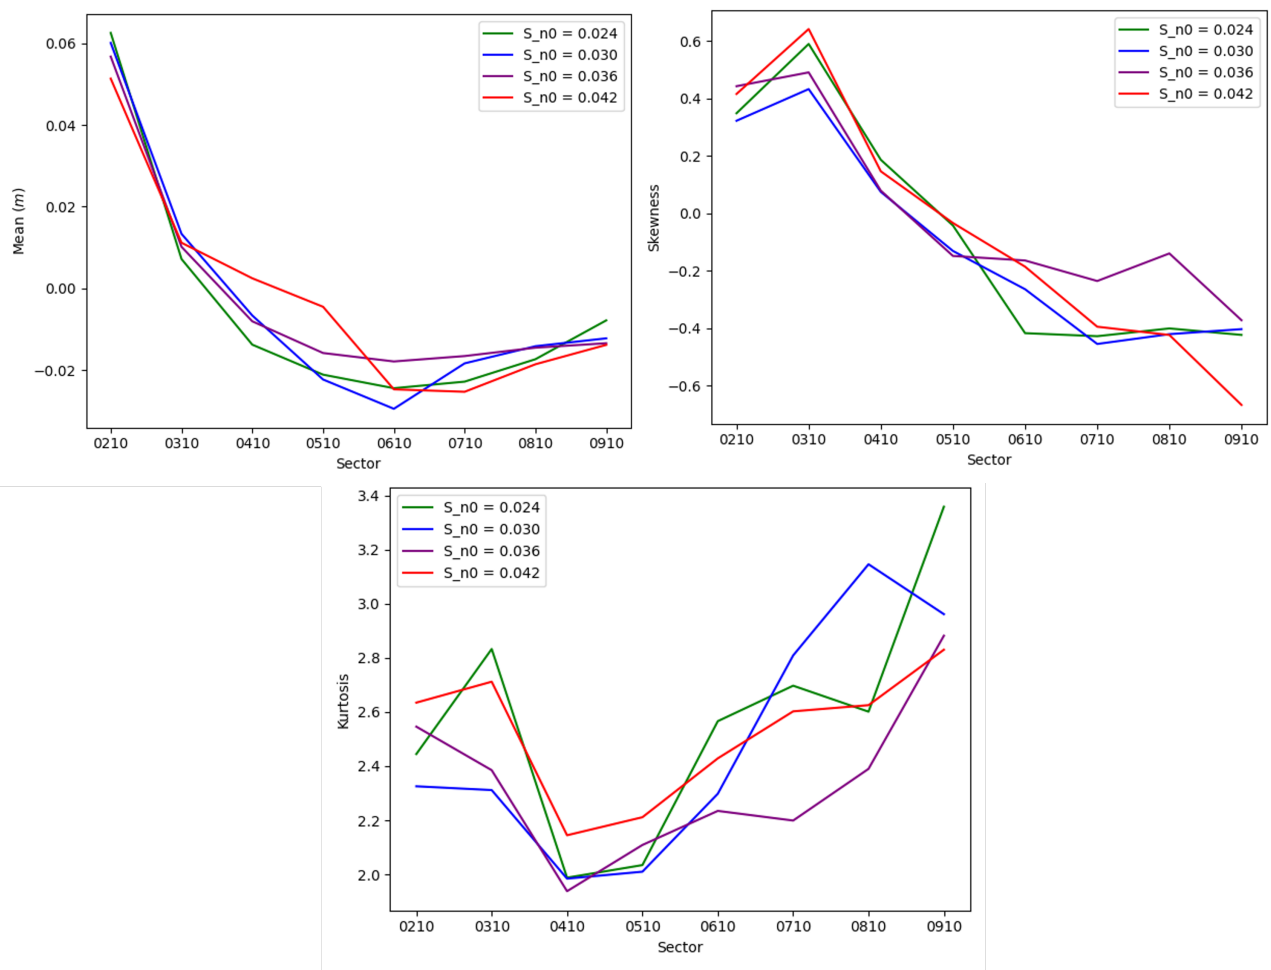 0.06
0.04
0.02
0.00
−0.02
Mean (m)
S_n0 = 0.024
S_n0 = 0.030
S_n0 = 0.036
S_n0 = 0.042
0210 0310 0410 0510 0610 0710 0810 0910
Sector
0.6
0.4
0.2
0.0
−0.2
−0.4
−0.6
Skewness
S_n0 = 0.024
S_n0 = 0.030
S_n0 = 0.036
S_n0 = 0.042
0210 0310 0410 0510 0610 0710 0810 0910
Sector
3.4
3.2
3.0
2.8
2.6
2.4
2.2
2.0
Kurtosis
S_n0 = 0.024
S_n0 = 0.030
S_n0 = 0.036
S_n0 = 0.042
0210 0310 0410 0510 0610 0710 0810 0910
Sector